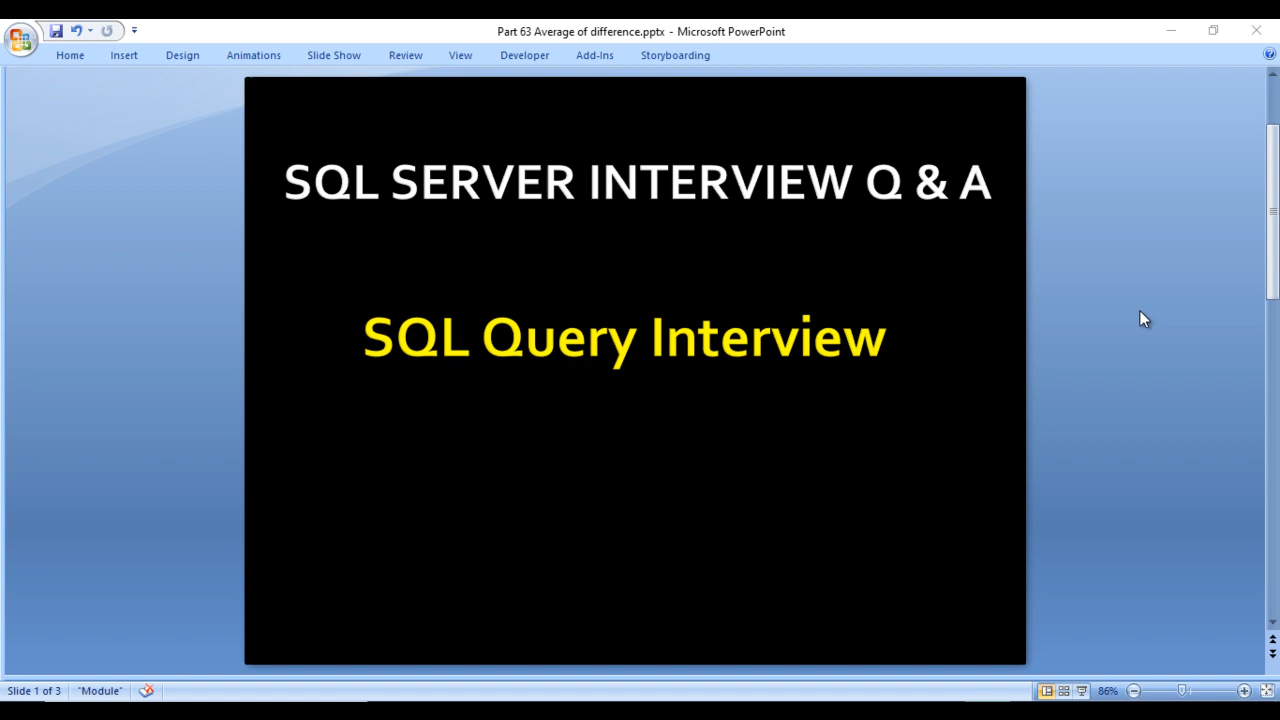 Part 63 Average of difference.pptx - Microsoft PowerPoint
Home Insert Design Animations Slide Show Review View Developer Add-Ins Storyboarding
SQL SERVER INTERVIEW Q & A
SQL Query Interview
Slide 1 of 3 "Module" 86%